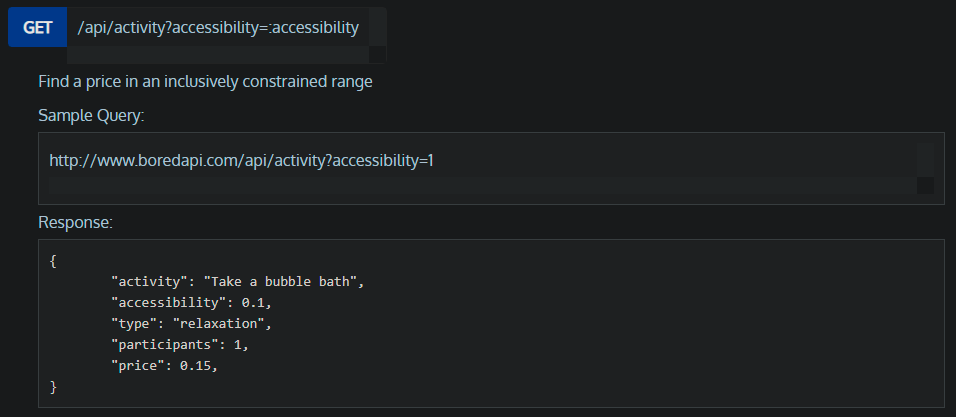 GET /api/activity?accessibility=:accessibility
Find a price in an inclusively constrained range
Sample Query:
http://www.boredapi.com/api/activity?accessibility=1
Response:
{
"activity": "Take a bubble bath",
"accessibility": 0.1,
"type": "relaxation",
"participants": 1,
"price": 0.15,
}